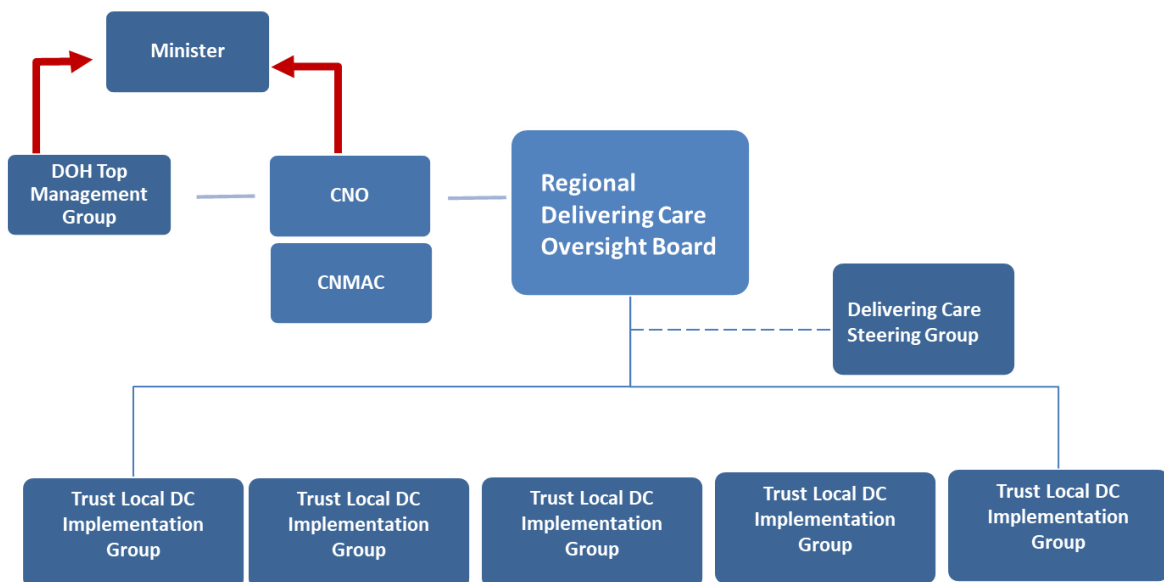 Minister
DOH Top
Management
Group
CNO
CNMAC
Regional
Delivering Care
Oversight Board
Delivering Care
Steering Group
Trust Local DC
Implementation
Group
Trust Local DC
Implementation
Group
Trust Local DC
Implementation
Group
Trust Local DC
Implementation
Group
Trust Local DC
Implementation
Group